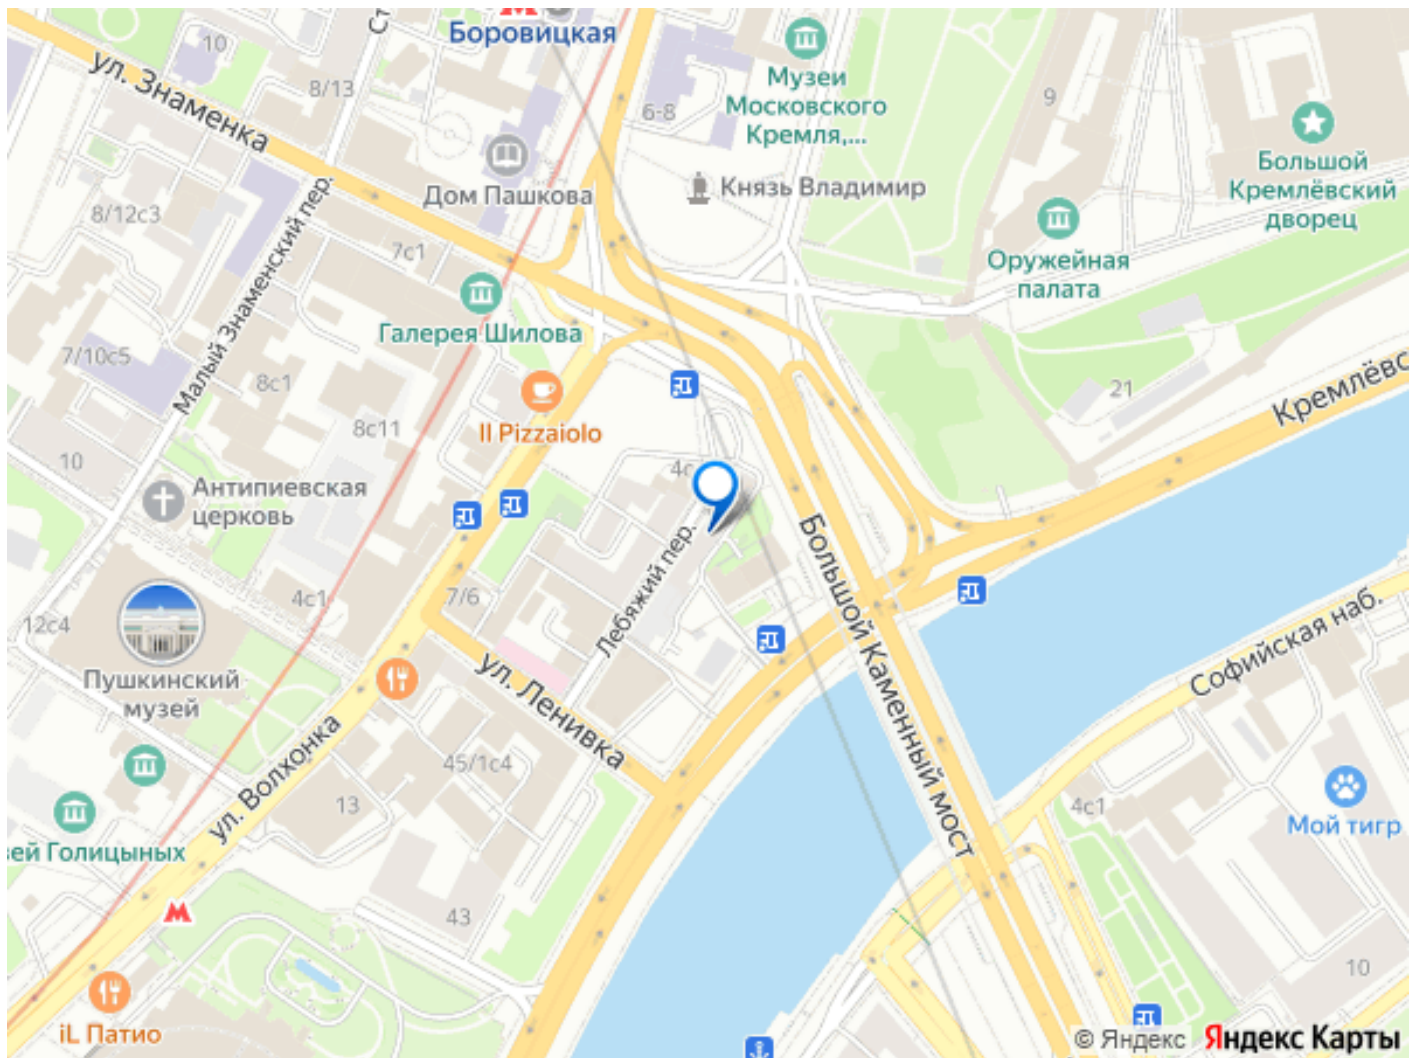 Боровицкая
10
ул. Знаменка
8/13
6-8
Музеи
Московского
Кремля,...
9
Большой
Кремлёвский
дворец
Дом Пашкова
Князь Владимир
8/12с3
Малый Знаменский пер.
7с1
Оружейная
палата
Галерея Шилова
7/10с5
8с1
21
Кремлёвс
8с11
Il Pizzaiolo
10
Антипиевская
церковь
Лебяжий пер.
Большой Каменный мост
4с1
7/6
12с4
Софийская наб.
Пушкинский
музей
ул. Ленивка
ул. Волхонка
45/1с4
13
4с1
Мой тигр
зей Голицыных
43
10
iL Патио
© Яндекс Яндекс Карты